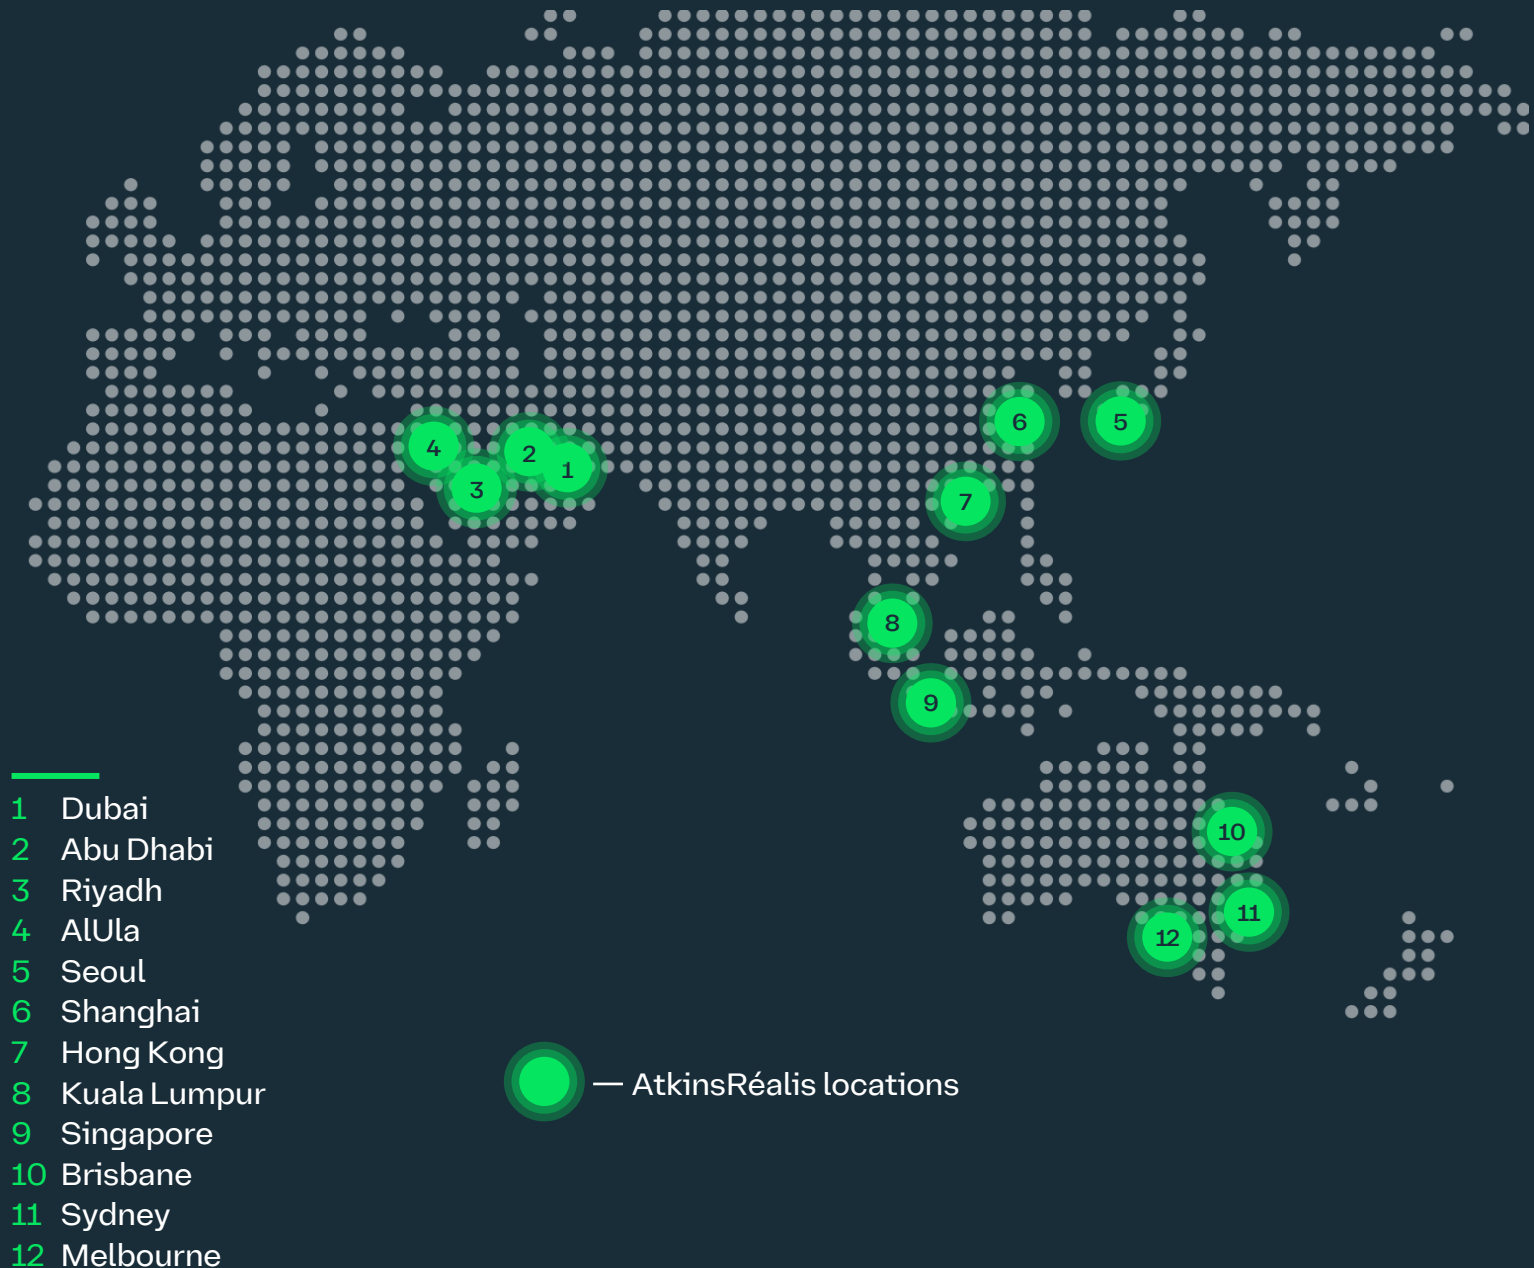 4
2
1
3
6
5
7
8
9
10
11
12
1 Dubai
2 Abu Dhabi
3 Riyadh
4 AlUla
5 Seoul
6 Shanghai
7 Hong Kong
8 Kuala Lumpur
9 Singapore
10 Brisbane
11 Sydney
12 Melbourne
AtkinsRéalis locations